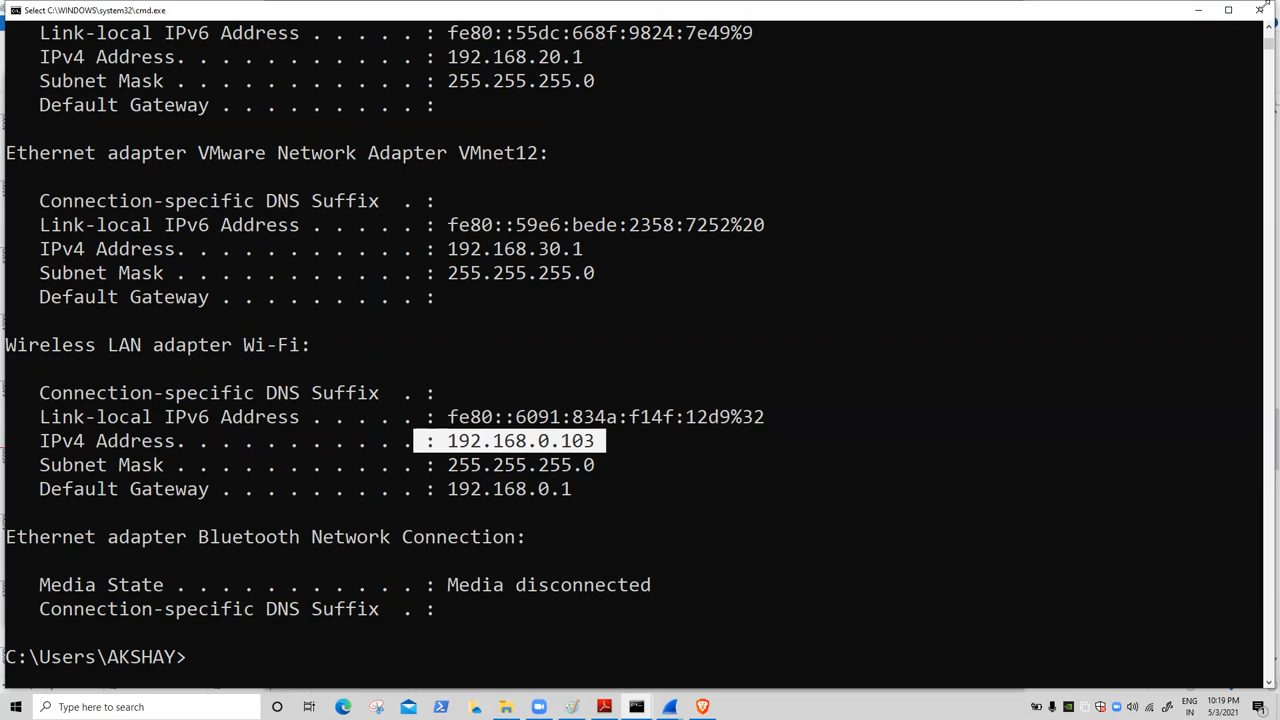 Select C:\WINDOWS\system32\cmd.exe
Link-local IPv6 Address . . . . . : fe80::55dc:668f:9824:7e49%9
IPv4 Address. . . . . . . . . . . : 192.168.20.1
Subnet Mask . . . . . . . . . . . : 255.255.255.0
Default Gateway . . . . . . . . . :
Ethernet adapter VMware Network Adapter VMnet12:
Connection-specific DNS Suffix  . :
Link-local IPv6 Address . . . . . : fe80::59e6:bede:2358:7252%20
IPv4 Address. . . . . . . . . . . : 192.168.30.1
Subnet Mask . . . . . . . . . . . : 255.255.255.0
Default Gateway . . . . . . . . . :
Wireless LAN adapter Wi-Fi:
Connection-specific DNS Suffix  . :
Link-local IPv6 Address . . . . . : fe80::6091:834a:f14f:12d9%32
IPv4 Address. . . . . . . . . . . : 192.168.0.103
Subnet Mask . . . . . . . . . . . : 255.255.255.0
Default Gateway . . . . . . . . . : 192.168.0.1
Ethernet adapter Bluetooth Network Connection:
Media State . . . . . . . . . . . : Media disconnected
Connection-specific DNS Suffix  . :
C:\Users\AKSHAY>
Type here to search
ENG
IN
10:19 PM
5/3/2021